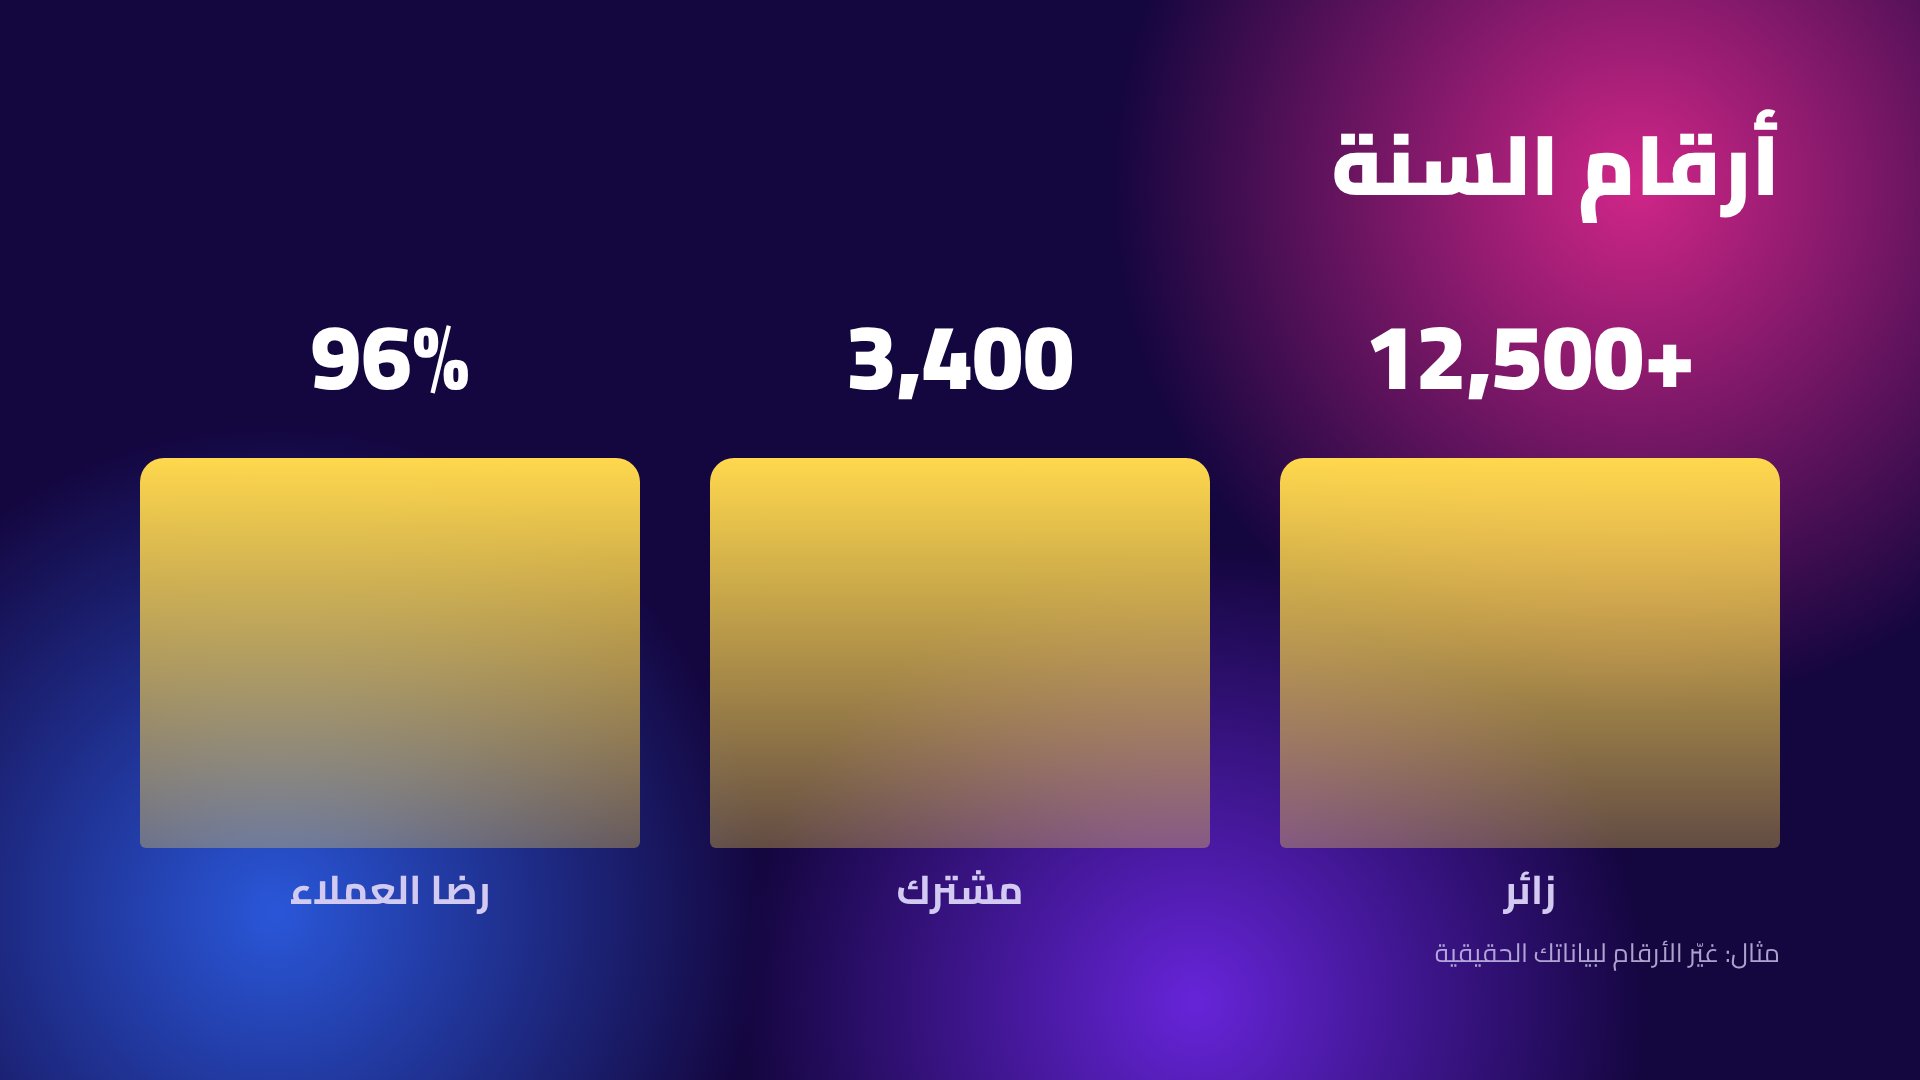 أرقام السنة
12,500+
3,400
96%
زائر
مشترك
رضا العملاء
مثال: غيّر الأرقام لبياناتك الحقيقية